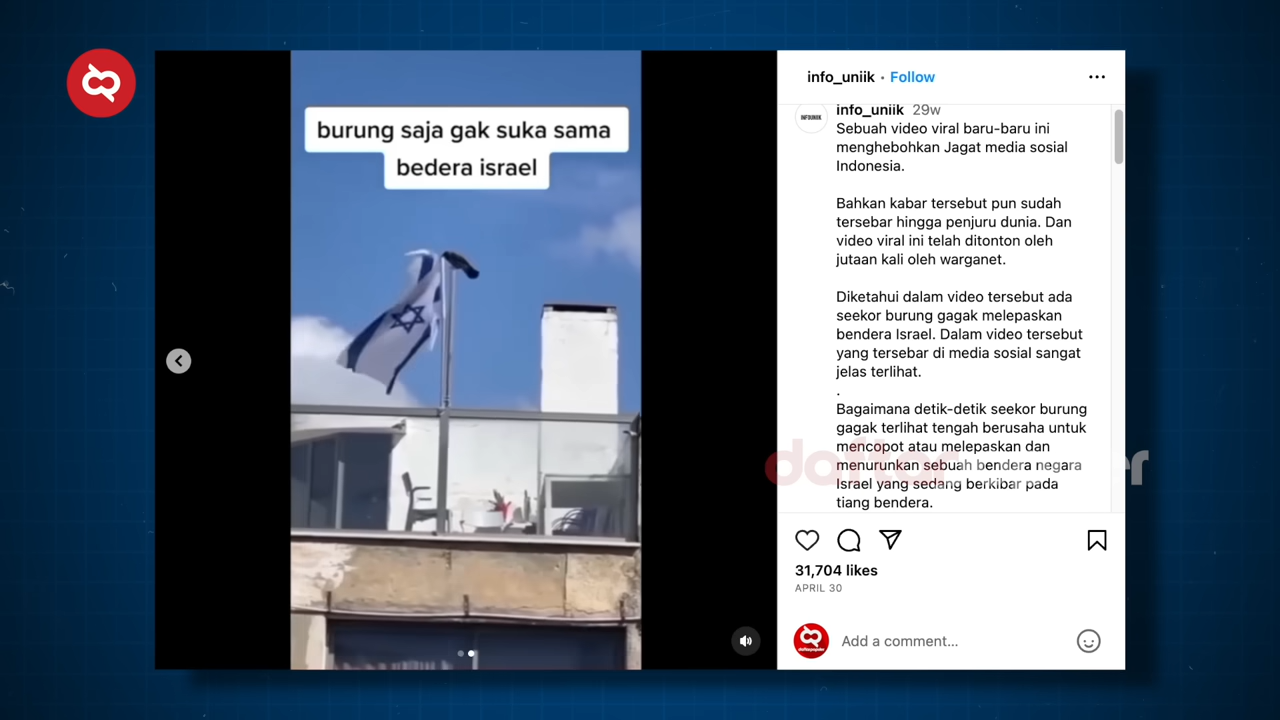 burung saja gak suka sama
bedera israel
info_uniik • Follow
INFOUNIIK
info_uniik 29w
Sebuah video viral baru-baru ini
menghebohkan Jagat media sosial
Indonesia.
Bahkan kabar tersebut pun sudah
tersebar hingga penjuru dunia. Dan
video viral ini telah ditonton oleh
jutaan kali oleh warganet.
Diketahui dalam video tersebut ada
seekor burung gagak melepaskan
bendera Israel. Dalam video tersebut
yang tersebar di media sosial sangat
jelas terlihat.
.
Bagaimana detik-detik seekor burung
gagak terlihat tengah berusaha untuk
mencopot atau melepaskan dan
menurunkan sebuah bendera negara
Israel yang sedang berkibar pada
tiang bendera.
31,704 likes
APRIL 30
daftarpopuler
Add a comment...